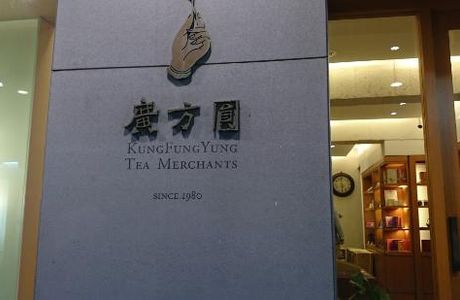 廣方圓
KungFungYung
Tea Merchants
since 1980